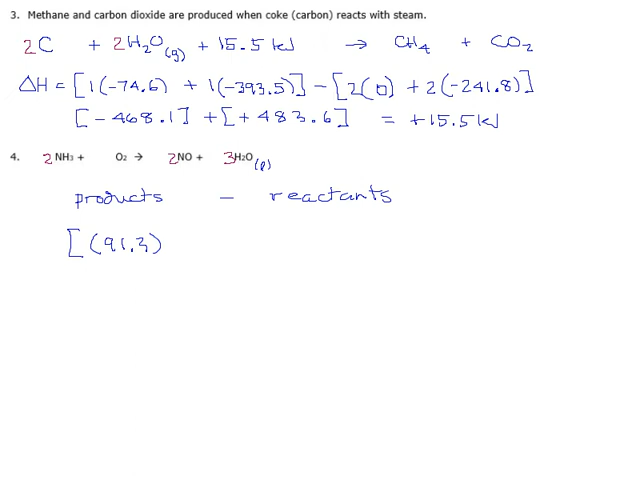 3. Methane and carbon dioxide are produced when coke (carbon) reacts with steam.
2C + 2H₂O(g) + 15.5 kJ → CH₄ + CO₂
ΔH = [1(-74.6) + 1(-393.5)] - [2(0) + 2(-241.8)]
[-468.1] + [+483.6] = +15.5 kJ
4. 2 NH₃ + O₂ → 2NO + 3H₂O(l)
products - reactants
[(91.3)